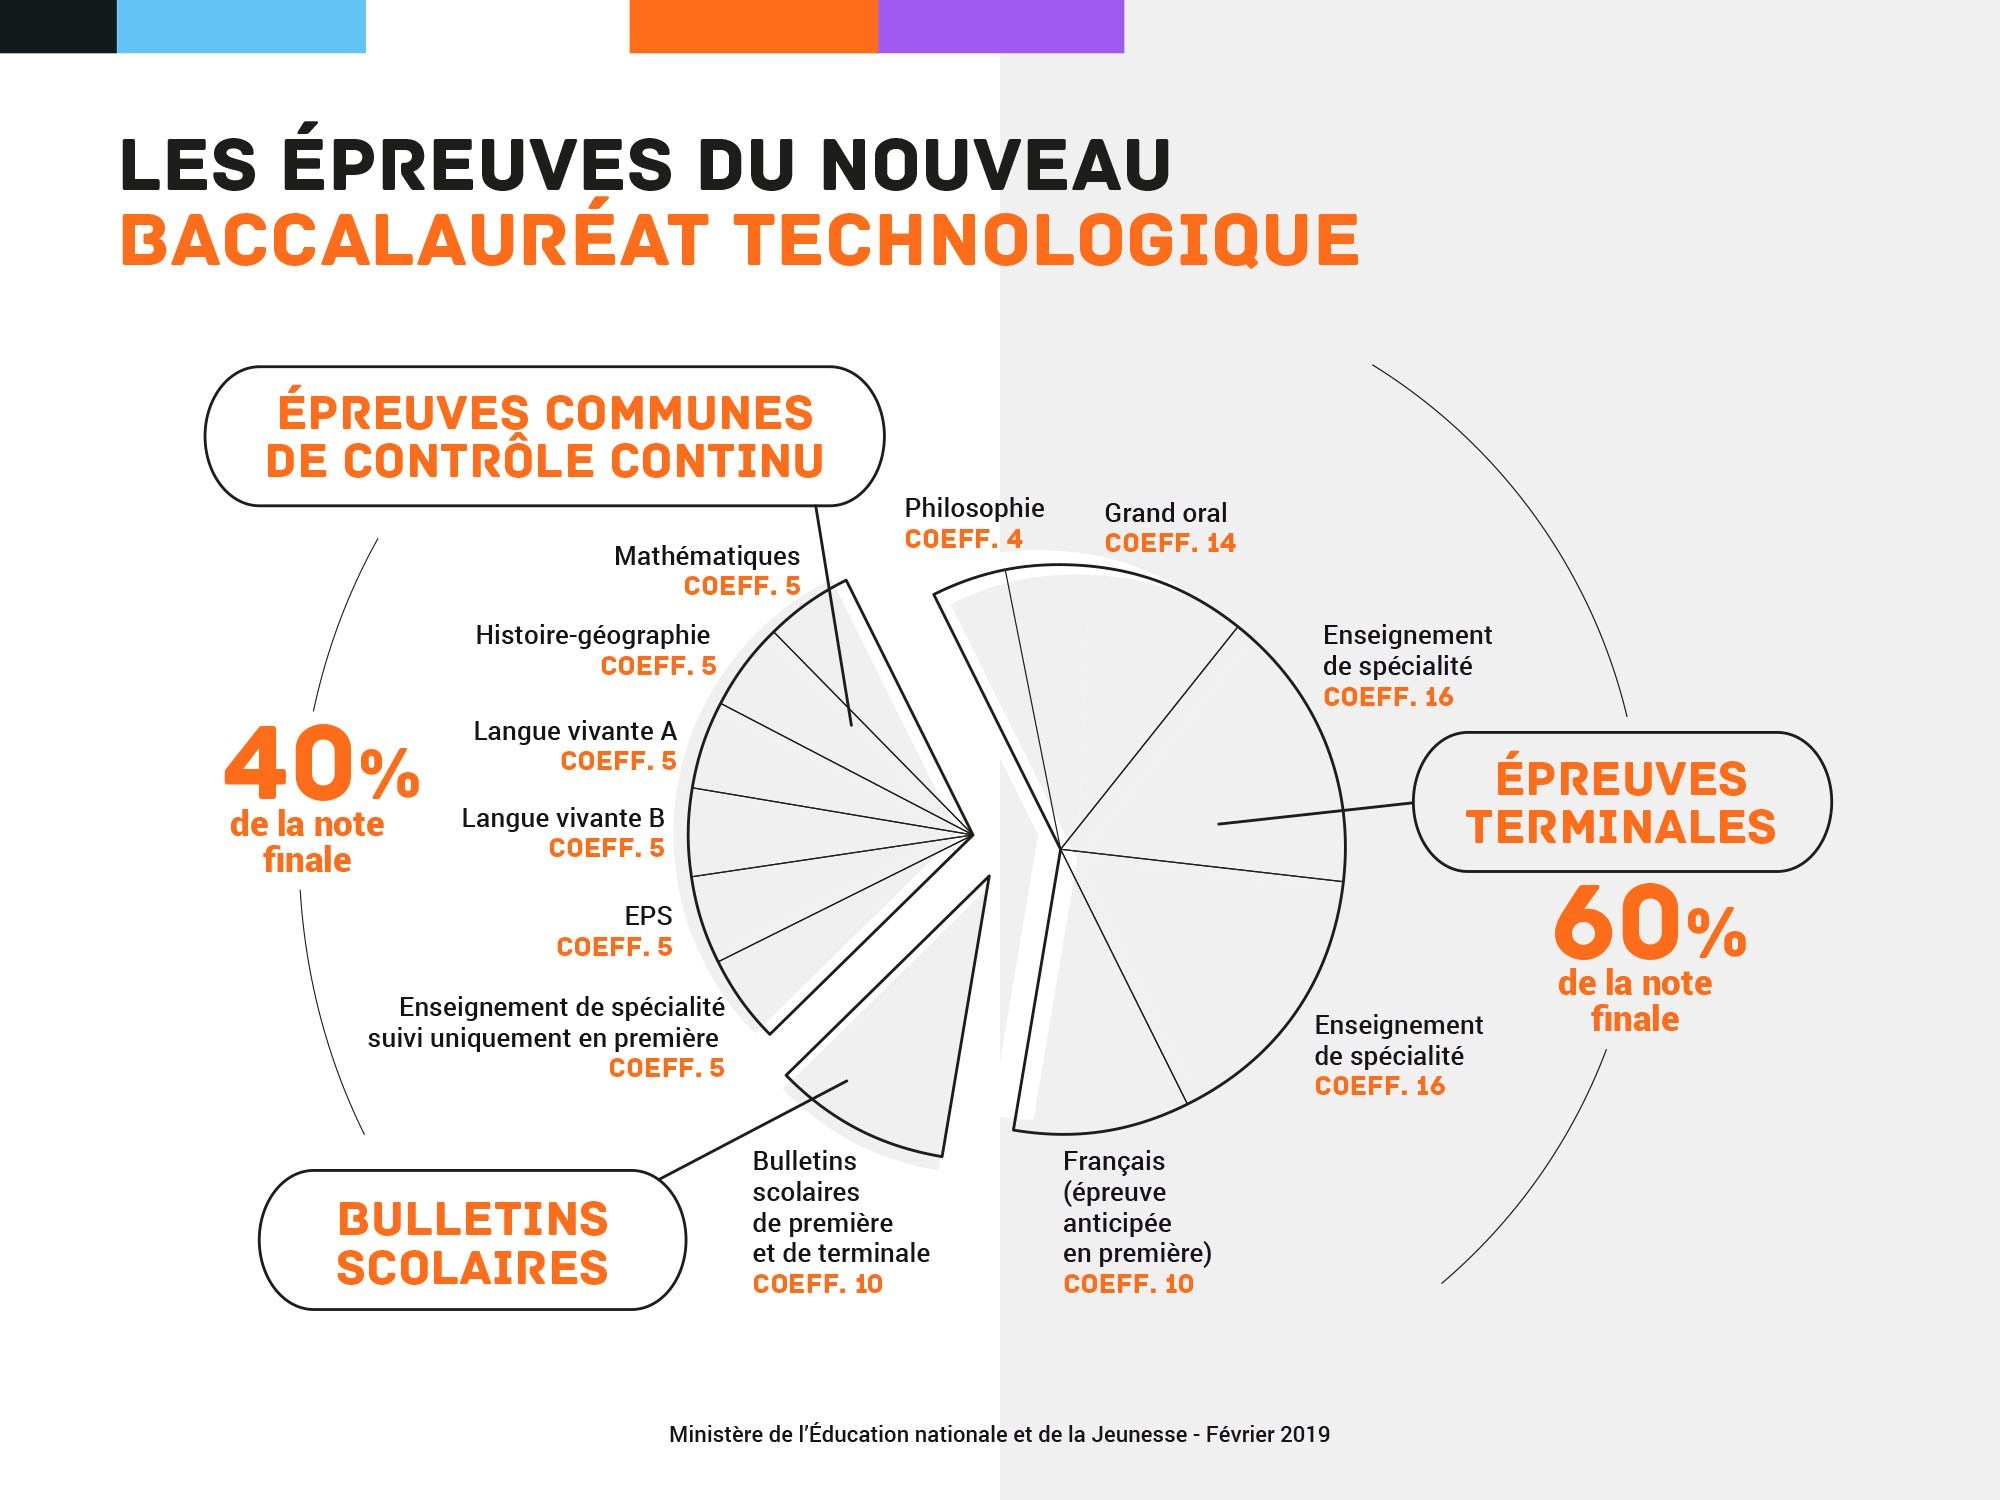 LES ÉPREUVES DU NOUVEAU
BACCALAURÉAT TECHNOLOGIQUE
ÉPREUVES COMMUNES
DE CONTRÔLE CONTINU
Philosophie
COEFF. 4
Grand oral
COEFF. 14
Mathématiques
COEFF. 5
Histoire-géographie
COEFF. 5
Langue vivante A
COEFF. 5
Langue vivante B
COEFF. 5
EPS
COEFF. 5
Enseignement de spécialité
suivi uniquement en première
COEFF. 5
40%
de la note
finale
Enseignement
de spécialité
COEFF. 16
ÉPREUVES
TERMINALES
60%
de la note
finale
Enseignement
de spécialité
COEFF. 16
BULLETINS
SCOLAIRES
Bulletins
scolaires
de première
et de terminale
COEFF. 10
Français
(épreuve
anticipée
en première)
COEFF. 10
Ministère de l’Éducation nationale et de la Jeunesse - Février 2019